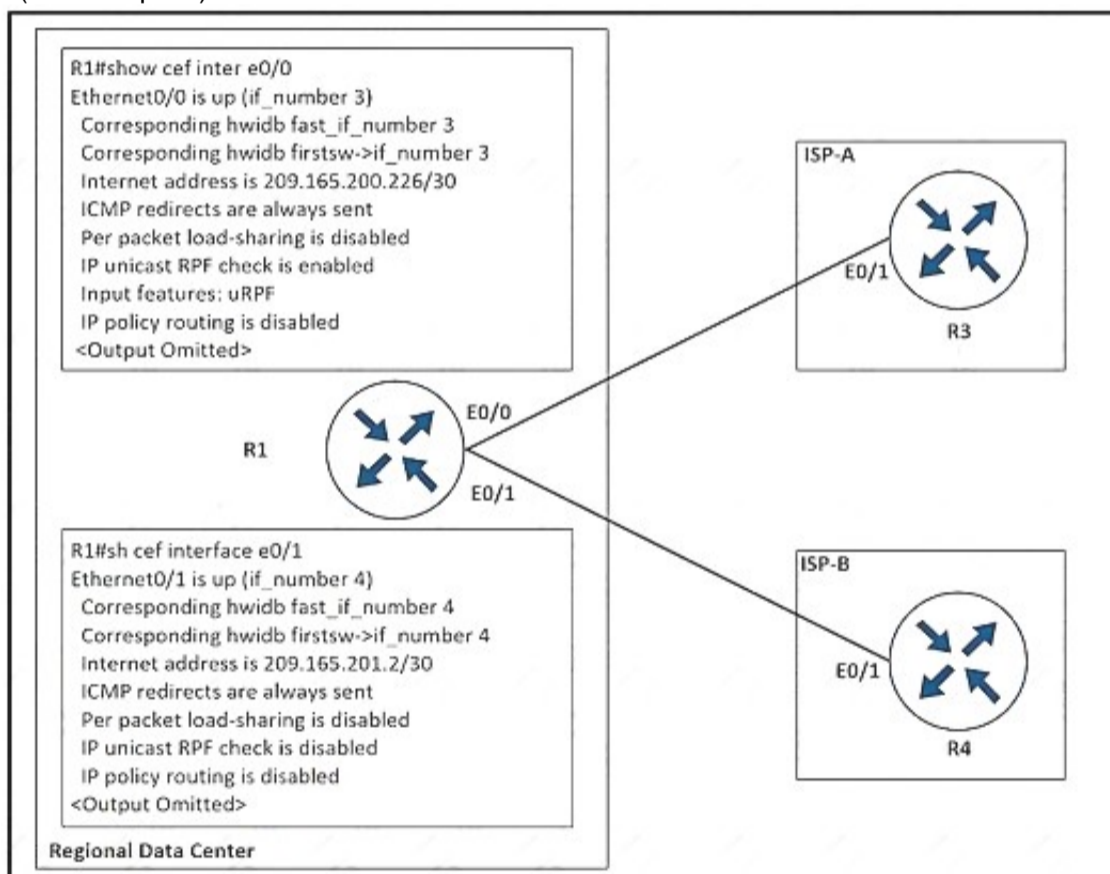 R1#show cef inter e0/0
Ethernet0/0 is up (if_number 3)
Corresponding hwidb fast_if_number 3
Corresponding hwidb firstsw->if_number 3
Internet address is 209.165.200.226/30
ICMP redirects are always sent
Per packet load-sharing is disabled
IP unicast RPF check is enabled
Input features: uRPF
IP policy routing is disabled
<Output Omitted>
ISP-A
E0/1
R3
E0/0
R1
E0/1
R1#sh cef interface e0/1
Ethernet0/1 is up (if_number 4)
Corresponding hwidb fast_if_number 4
Corresponding hwidb firstsw->if_number 4
Internet address is 209.165.201.2/30
ICMP redirects are always sent
Per packet load-sharing is disabled
IP unicast RPF check is disabled
IP policy routing is disabled
<Output Omitted>
ISP-B
E0/1
R4
Regional Data Center